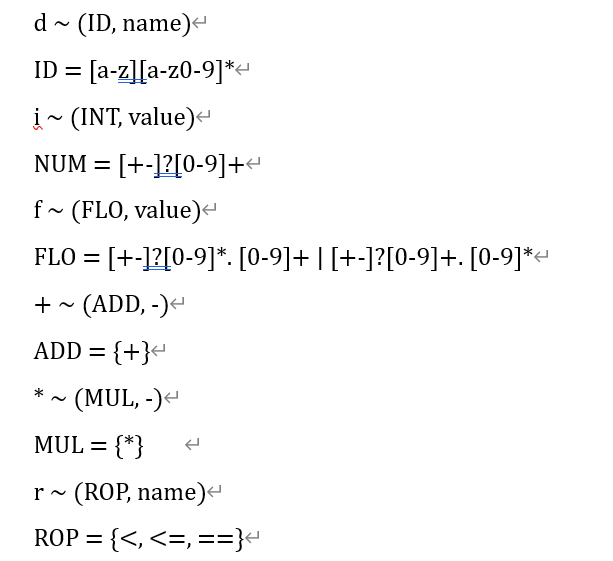 d ~ (ID, name)
ID = [a-z][a-z0-9]*
i ~ (INT, value)
NUM = [+-]?[0-9]+
f ~ (FLO, value)
FLO = [+-]?[0-9]*. [0-9]+ | [+-]?[0-9]+. [0-9]*
+ ~ (ADD, -)
ADD = {+}
* ~ (MUL, -)
MUL = {*}
r ~ (ROP, name)
ROP = {<, <=, ==}